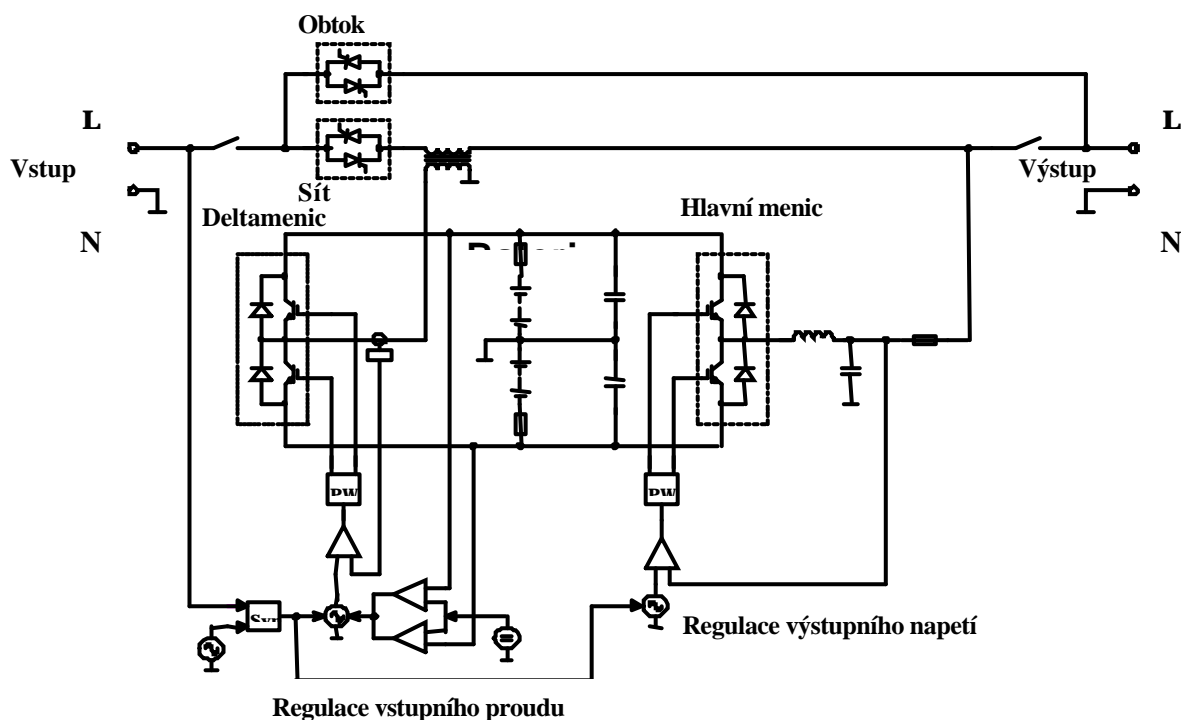 Obtok
L
L
Vstup
Výstup
Sít
Deltamenic
Hlavní menic
N
N
Regulace výstupního napetí
Regulace vstupního proudu